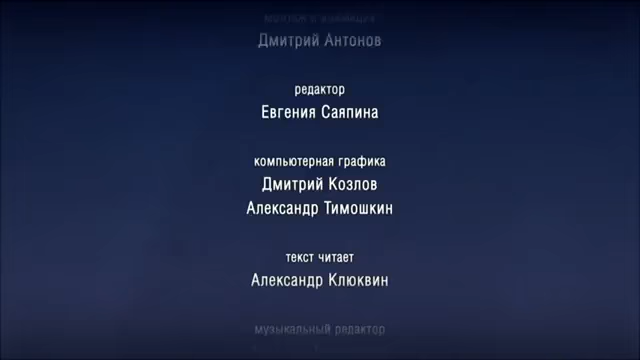 Дмитрий Антонов
редактор
Евгения Саяпина
компьютерная графика
Дмитрий Козлов
Александр Тимошкин
текст читает
Александр Клюквин
музыкальный редактор